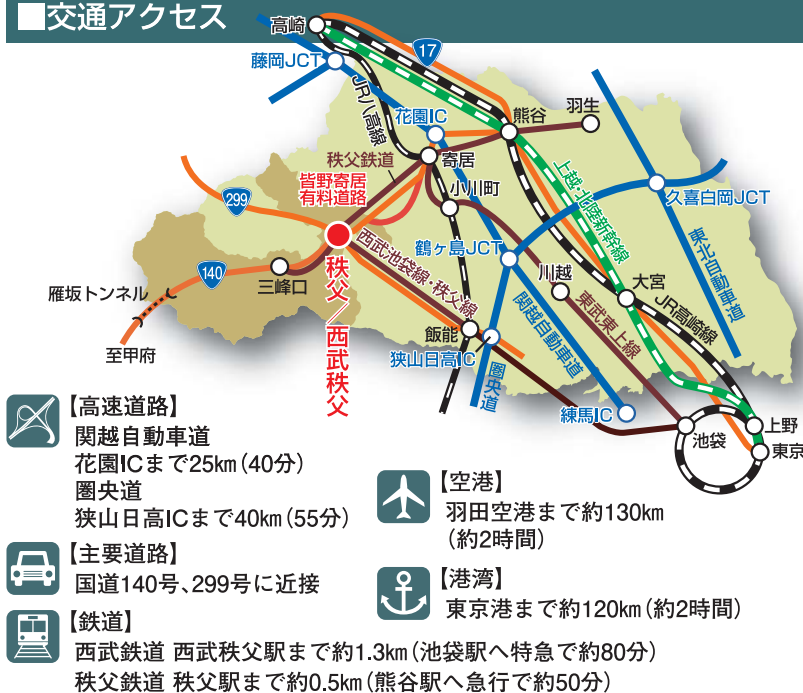 ■交通アクセス
高崎
17
藤岡JCT
JR八高線
花園IC
熊谷
羽生
秩父鉄道
寄居
皆野寄居
有料道路
小川町
上越・北陸新幹線
久喜白岡JCT
299
東北自動車道
西武池袋線・秩父線
鶴ヶ島JCT
140
三峰口
川越
大宮
JR高崎線
雁坂トンネル
秩父/西武秩父
関越自動車道
東武東上線
至甲府
飯能
狭山日高IC
圏央道
練馬IC
池袋
上野
東京
【高速道路】
関越自動車道
花園ICまで25km(40分)
圏央道
狭山日高ICまで40km(55分)
【空港】
羽田空港まで約130km
(約2時間)
【主要道路】
国道140号、299号に近接
【港湾】
東京港まで約120km(約2時間)
【鉄道】
西武鉄道 西武秩父駅まで約1.3km(池袋駅へ特急で約80分)
秩父鉄道 秩父駅まで約0.5km(熊谷駅へ急行で約50分)